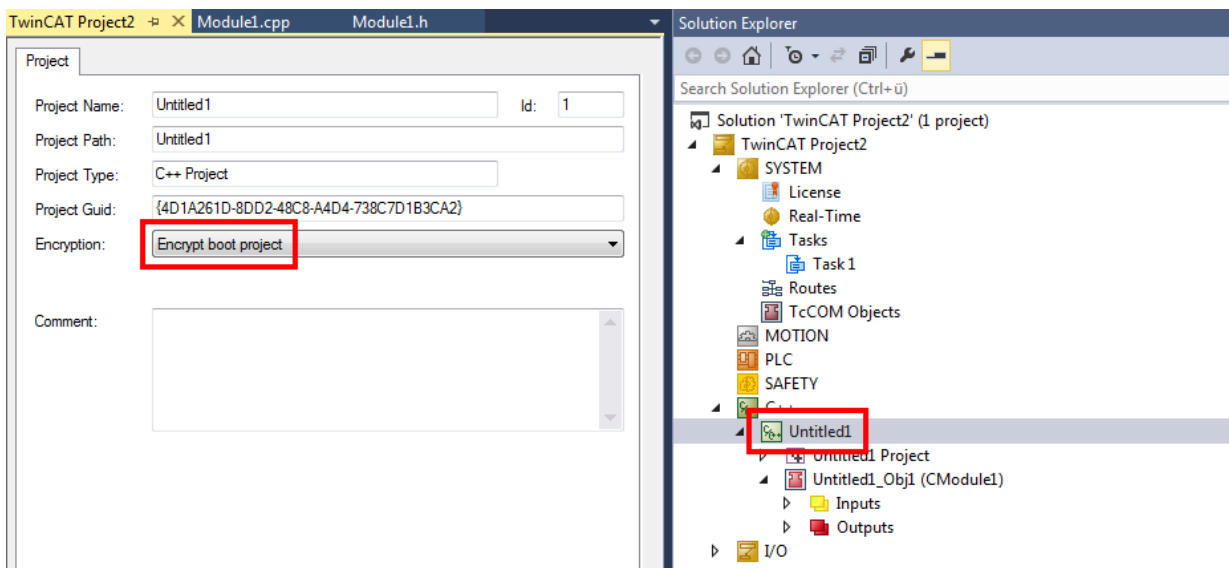 TwinCAT Project2 Module1.cpp Module1.h
Project
Project Name: Untitled1 Id: 1
Project Path: Untitled1
Project Type: C++ Project
Project Guid: {4D1A261D-8DD2-48C8-A4D4-738C7D1B3CA2}
Encryption: Encrypt boot project
Comment:
Solution Explorer
Search Solution Explorer (Ctrl+ü)
Solution 'TwinCAT Project2' (1 project)
TwinCAT Project2
SYSTEM
License
Real-Time
Tasks
Task 1
Routes
TcCOM Objects
MOTION
PLC
SAFETY
C++
Untitled1
Untitled1 Project
Untitled1_Obj1 (CModule1)
Inputs
Outputs
I/O